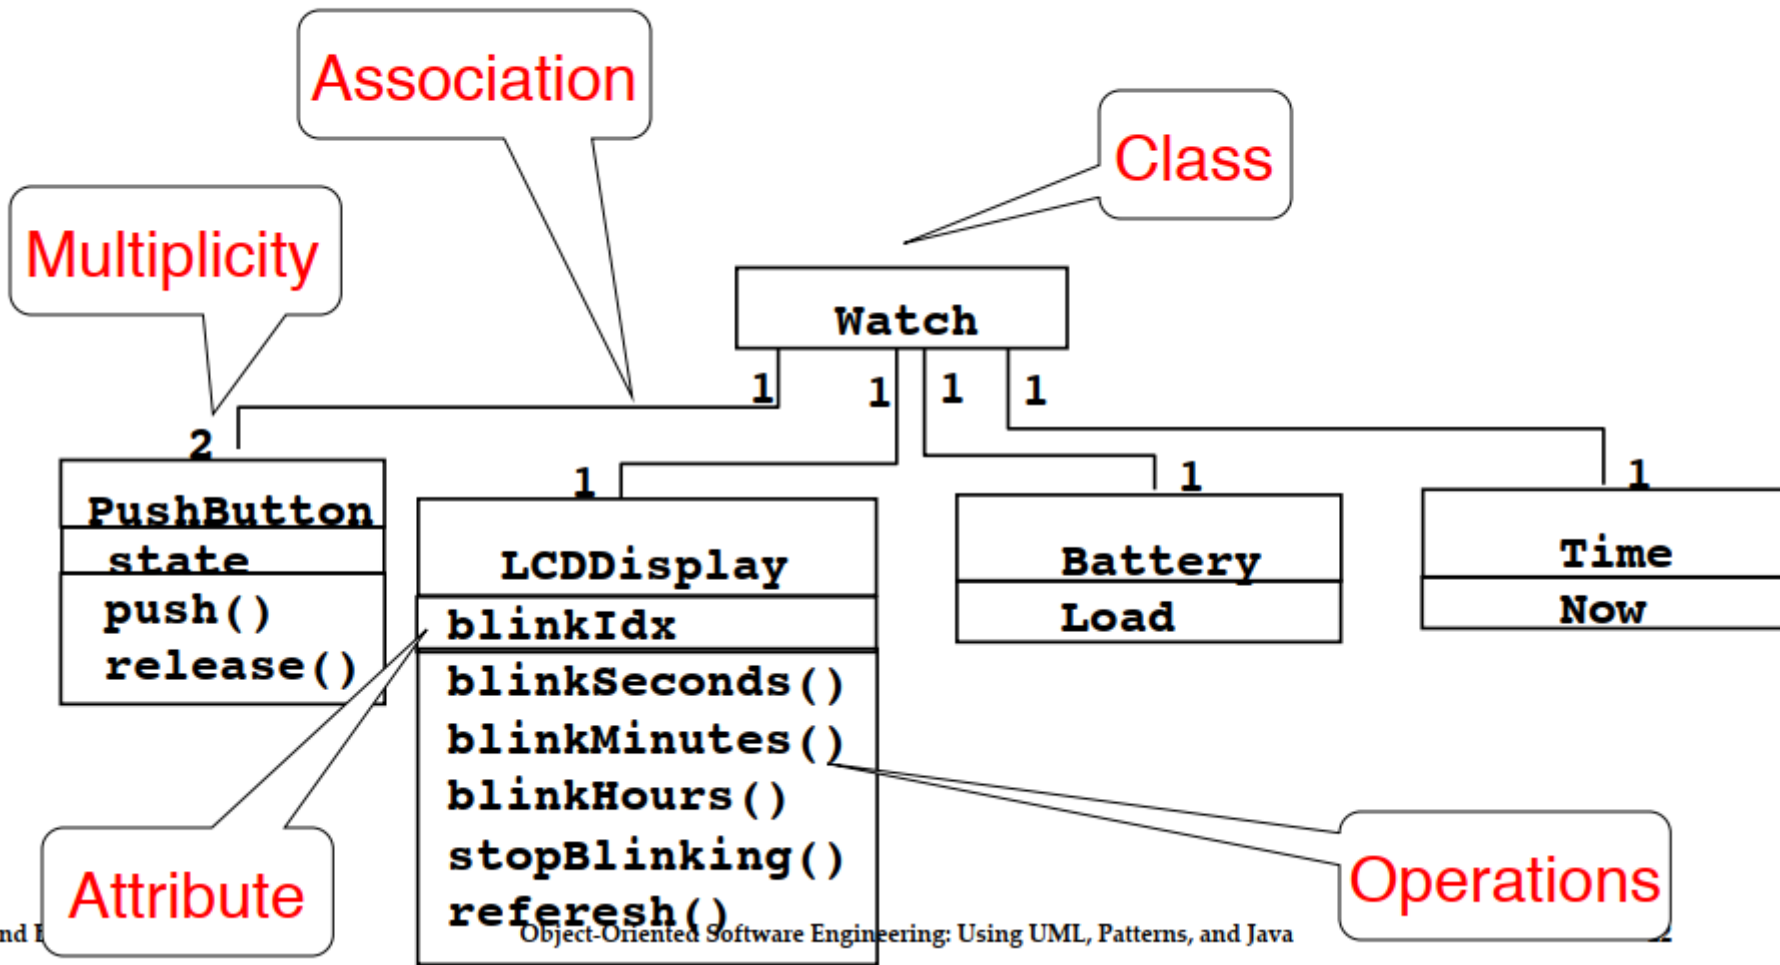 Association
Class
Multiplicity
Watch
1
1
1
1
2
1
1
1
PushButton
state
push()
release()
LCDDisplay
blinkIdx
blinkSeconds()
blinkMinutes()
blinkHours()
stopBlinking()
referesh()
Battery
Load
Time
Now
Attribute
Operations
Object-Oriented Software Engineering: Using UML, Patterns, and Java